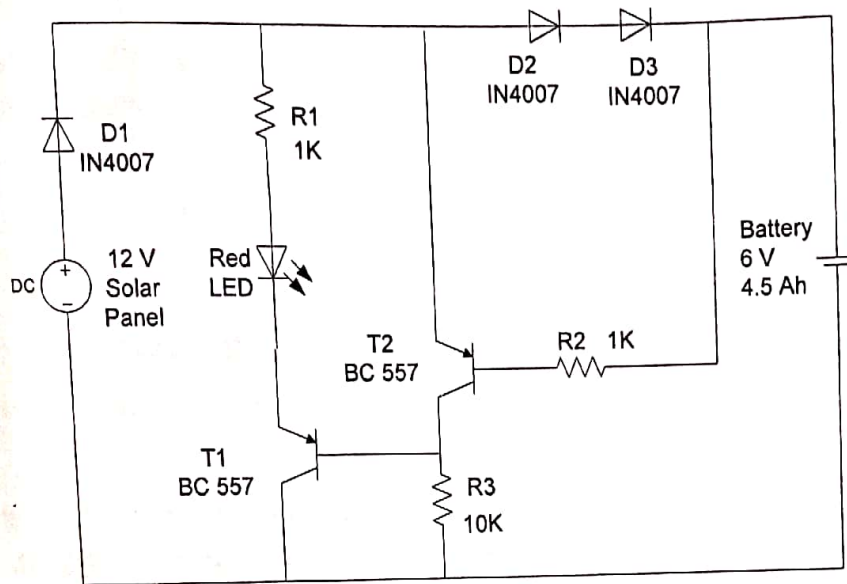 D1
IN4007
R1
1K
D2
IN4007
D3
IN4007
DC
+
−
12 V
Solar
Panel
Red
LED
Battery
6 V
4.5 Ah
T2
BC 557
R2 1K
T1
BC 557
R3
10K